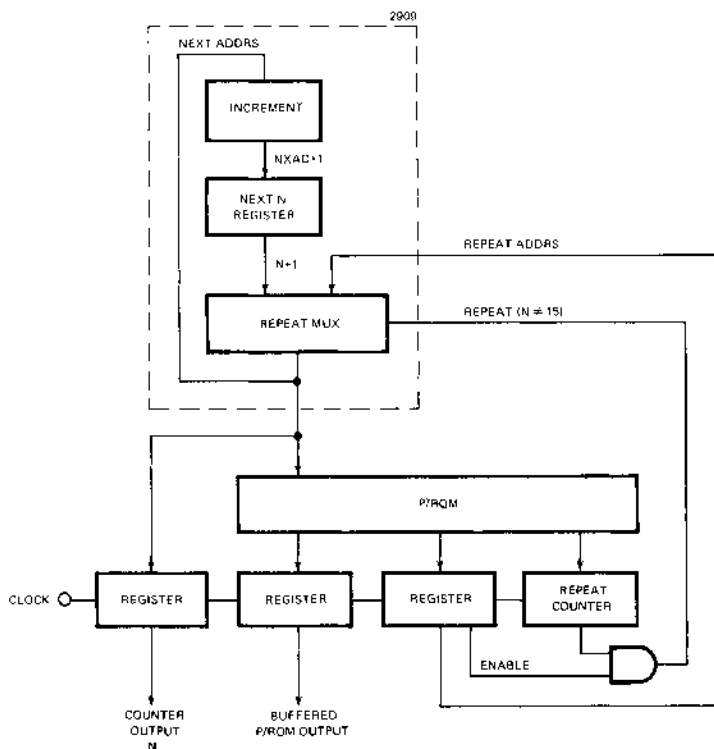 2909
NEXT ADDRS
INCREMENT
NXAD+1
NEXT N
REGISTER
REPEAT ADDRS
N+1
REPEAT MUX
REPEAT (N ≠ 15)
P/ROM
CLOCK
REGISTER
REGISTER
REGISTER
REPEAT
COUNTER
ENABLE
COUNTER
OUTPUT
N
BUFFERED
P/ROM OUTPUT